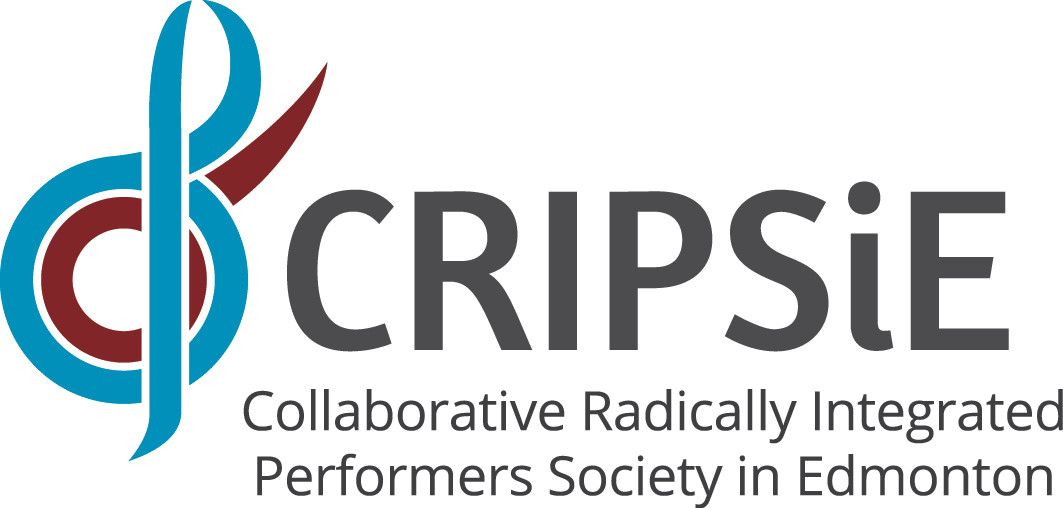 CRIPSiE
Collaborative Radically Integrated
Performers Society in Edmonton